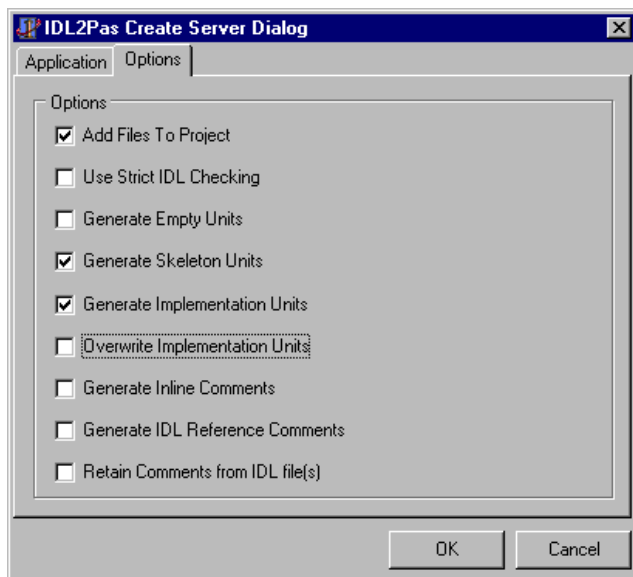 IDL2Pas Create Server Dialog
Application Options
Options
Add Files To Project
Use Strict IDL Checking
Generate Empty Units
Generate Skeleton Units
Generate Implementation Units
Overwrite Implementation Units
Generate Inline Comments
Generate IDL Reference Comments
Retain Comments from IDL file(s)
OK Cancel